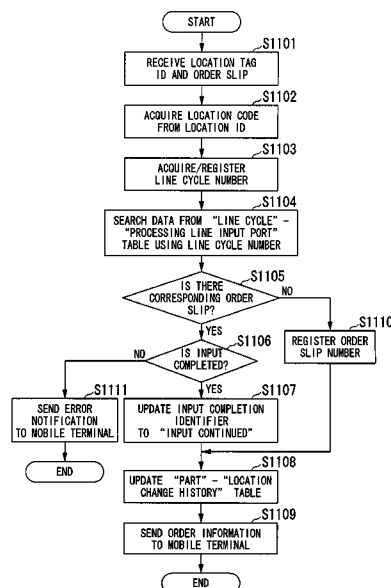 START
S1101
RECEIVE LOCATION TAG
ID AND ORDER SLIP
S1102
ACQUIRE LOCATION CODE
FROM LOCATION ID
S1103
ACQUIRE/REGISTER
LINE CYCLE NUMBER
S1104
SEARCH DATA FROM "LINE CYCLE" -
"PROCESSING LINE INPUT PORT"
TABLE USING LINE CYCLE NUMBER
S1105
IS THERE
CORRESPONDING ORDER
SLIP?
NO
YES
S1110
REGISTER ORDER
SLIP NUMBER
S1106
IS INPUT
COMPLETED?
NO
YES
S1111
SEND ERROR
NOTIFICATION
TO MOBILE TERMINAL
END
S1107
UPDATE INPUT COMPLETION
IDENTIFIER
TO "INPUT CONTINUED"
S1108
UPDATE "PART" - "LOCATION
CHANGE HISTORY" TABLE
S1109
SEND ORDER INFORMATION
TO MOBILE TERMINAL
END